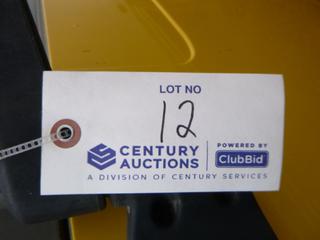 LOT NO
12
CENTURY
AUCTIONS
POWERED BY
ClubBid
A DIVISION OF CENTURY SERVICES